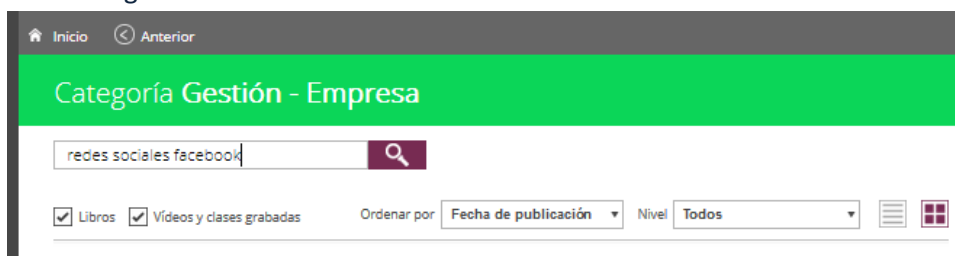 Inicio Anterior
Categoría Gestión - Empresa
redes sociales facebook
Libros Vídeos y clases grabadas Ordenar por Fecha de publicación Nivel Todos